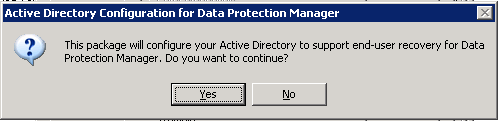 Active Directory Configuration for Data Protection Manager
This package will configure your Active Directory to support end-user recovery for Data
Protection Manager. Do you want to continue?
Yes
No